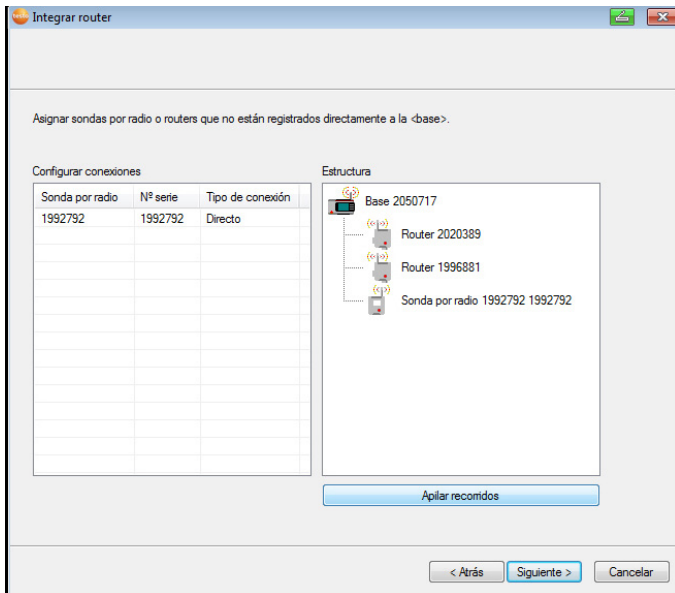 Integrar router
Asignar sondas por radio o routers que no están registrados directamente a la <base>.
Configurar conexiones
Sonda por radio Nº serie Tipo de conexión
1992792 1992792 Directo
Estructura
Base 2050717
Router 2020389
Router 1996881
Sonda por radio 1992792 1992792
Apilar recorridos
< Atrás Siguiente > Cancelar